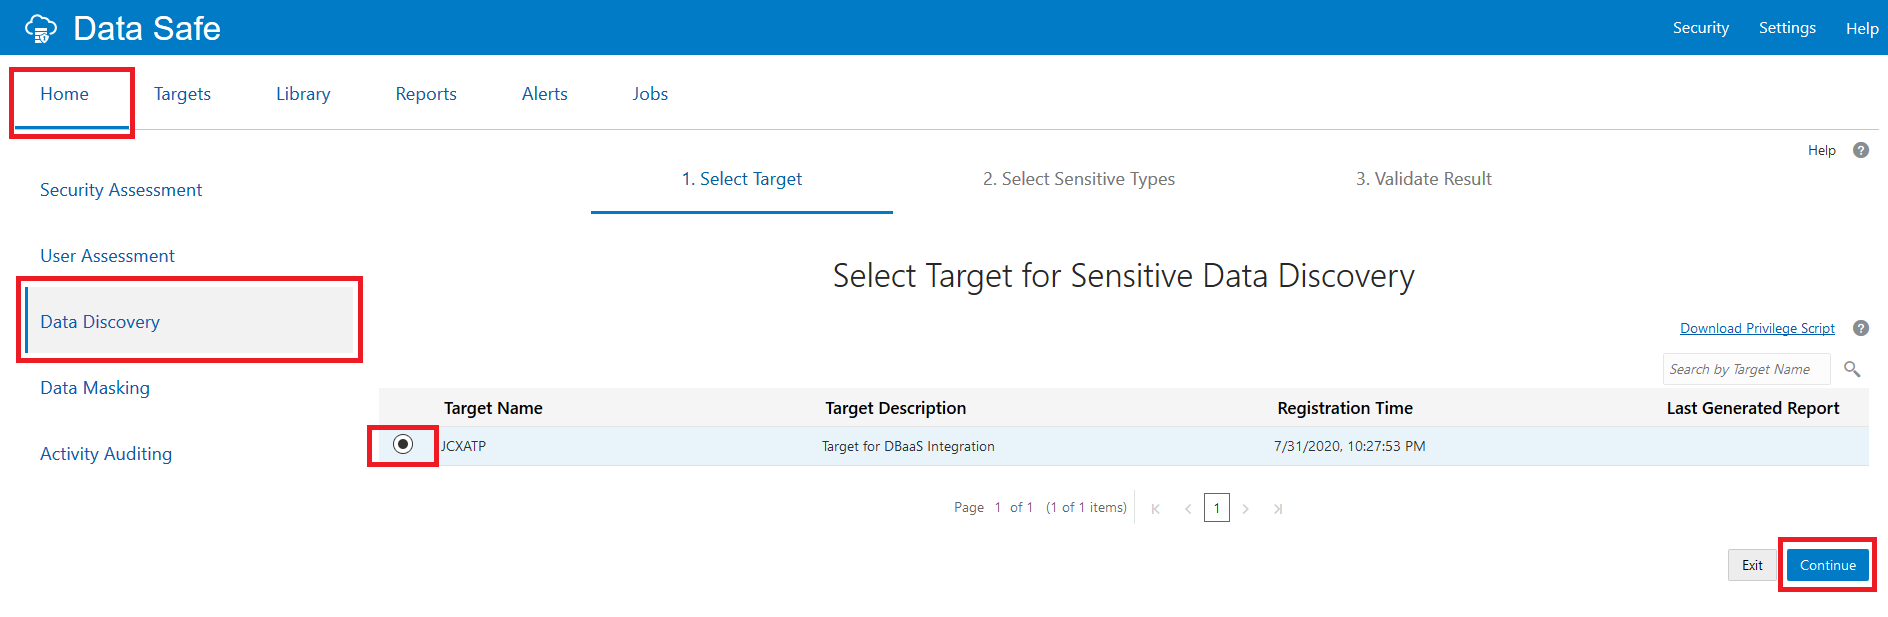 Data Safe
Security Settings Help
Home Targets Library Reports Alerts Jobs
Help ?
Security Assessment
User Assessment
Data Discovery
Data Masking
Activity Auditing
1. Select Target 2. Select Sensitive Types 3. Validate Result
Select Target for Sensitive Data Discovery
Download Privilege Script ?
Search by Target Name
Target Name Target Description Registration Time Last Generated Report
JCXATP Target for DBaaS Integration 7/31/2020, 10:27:53 PM
Page 1 of 1 (1 of 1 items) 1
Exit Continue